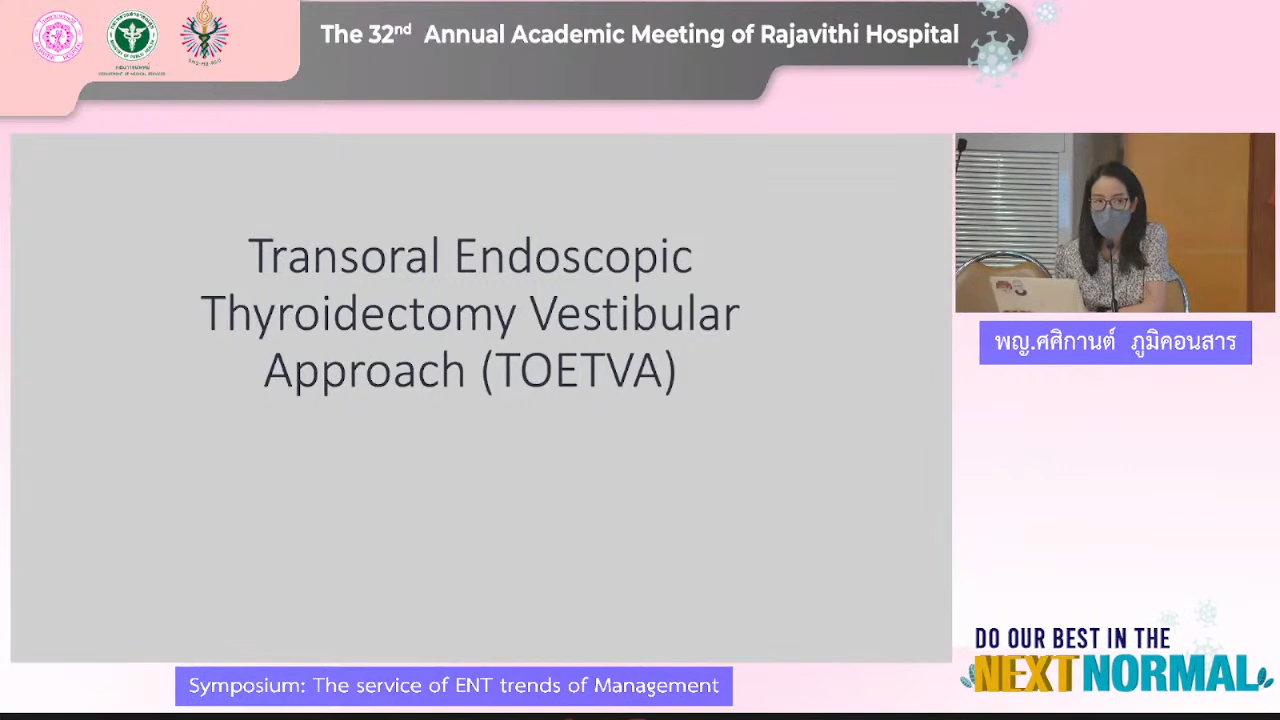 The 32nd Annual Academic Meeting of Rajavithi Hospital
Transoral Endoscopic
Thyroidectomy Vestibular
Approach (TOETVA)
พญ.ศศิกานต์ ภูมิคอนสาร
DO OUR BEST IN THE
NEXT NORMAL
Symposium: The service of ENT trends of Management